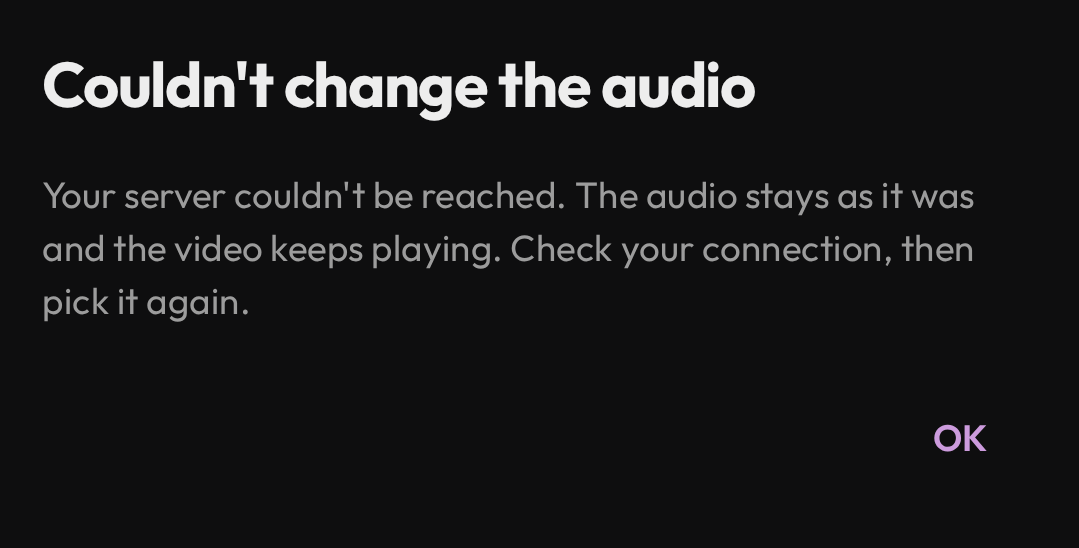 Couldn't change the audio
Your server couldn't be reached. The audio stays as it was
and the video keeps playing. Check your connection, then
pick it again.
OK